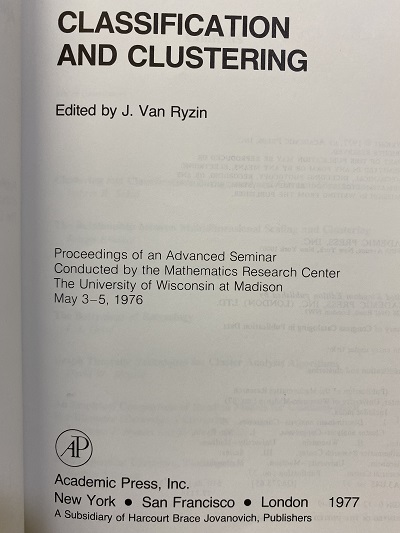 CLASSIFICATION
AND CLUSTERING
Edited by J. Van Ryzin
Proceedings of an Advanced Seminar
Conducted by the Mathematics Research Center
The University of Wisconsin at Madison
May 3–5, 1976
AP
Academic Press, Inc.
New York ● San Francisco ● London 1977
A Subsidiary of Harcourt Brace Jovanovich, Publishers